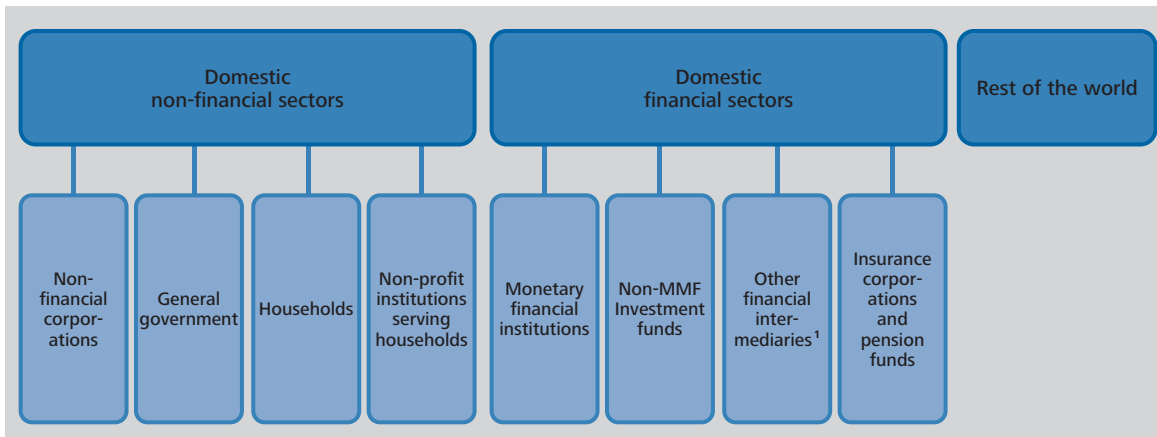 Domestic
non-financial sectors
Domestic
financial sectors
Rest of the world
Non-
financial
corpor-
ations
General
government
Households
Non-profit
institutions
serving
households
Monetary
financial
institutions
Non-MMF
Investment
funds
Other
financial
inter-
mediaries¹
Insurance
corpor-
ations
and
pension
funds